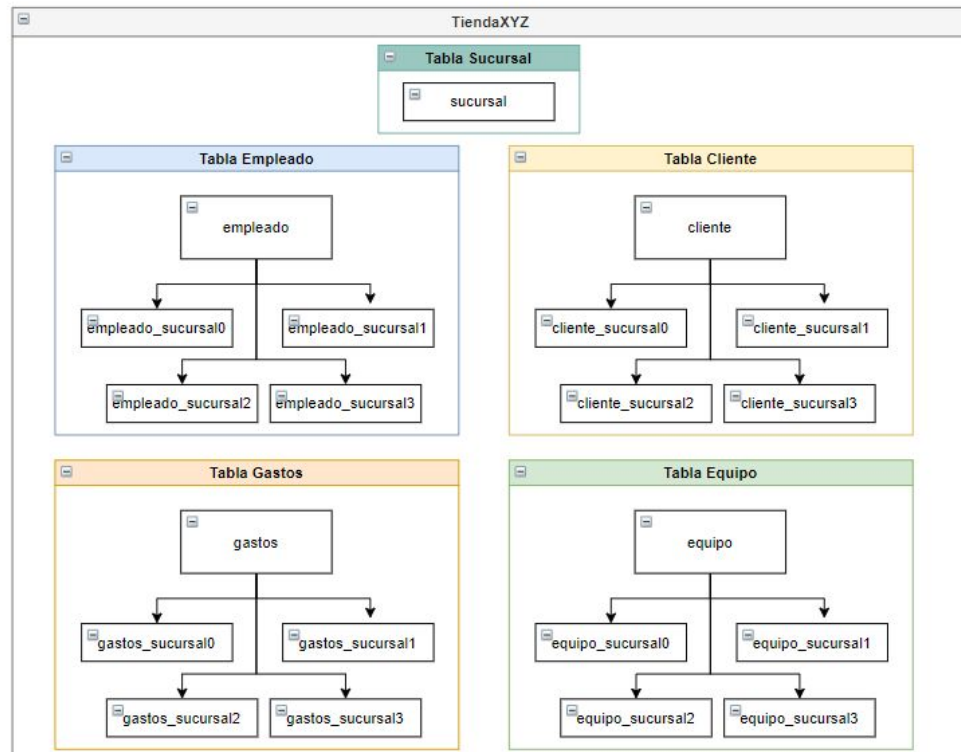 TiendaXYZ
Tabla Sucursal
sucursal
Tabla Empleado
empleado
empleado_sucursal0
empleado_sucursal1
empleado_sucursal2
empleado_sucursal3
Tabla Cliente
cliente
cliente_sucursal0
cliente_sucursal1
cliente_sucursal2
cliente_sucursal3
Tabla Gastos
gastos
gastos_sucursal0
gastos_sucursal1
gastos_sucursal2
gastos_sucursal3
Tabla Equipo
equipo
equipo_sucursal0
equipo_sucursal1
equipo_sucursal2
equipo_sucursal3